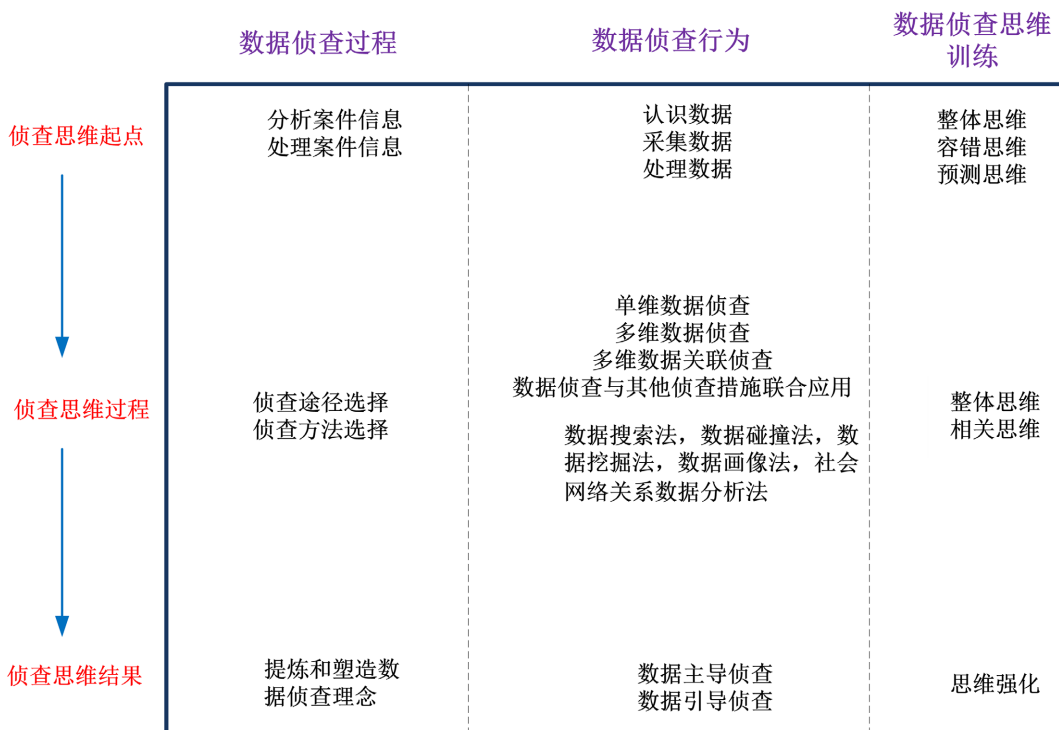 数据侦查过程
数据侦查行为
数据侦查思维
训练
侦查思维起点
分析案件信息
处理案件信息
认识数据
采集数据
处理数据
整体思维
容错思维
预测思维
侦查思维过程
侦查途径选择
侦查方法选择
单维数据侦查
多维数据侦查
多维数据关联侦查
数据侦查与其他侦查措施联合应用
数据搜索法，数据碰撞法，数
据挖掘法，数据画像法，社会
网络关系数据分析法
整体思维
相关思维
侦查思维结果
提炼和塑造数
据侦查理念
数据主导侦查
数据引导侦查
思维强化